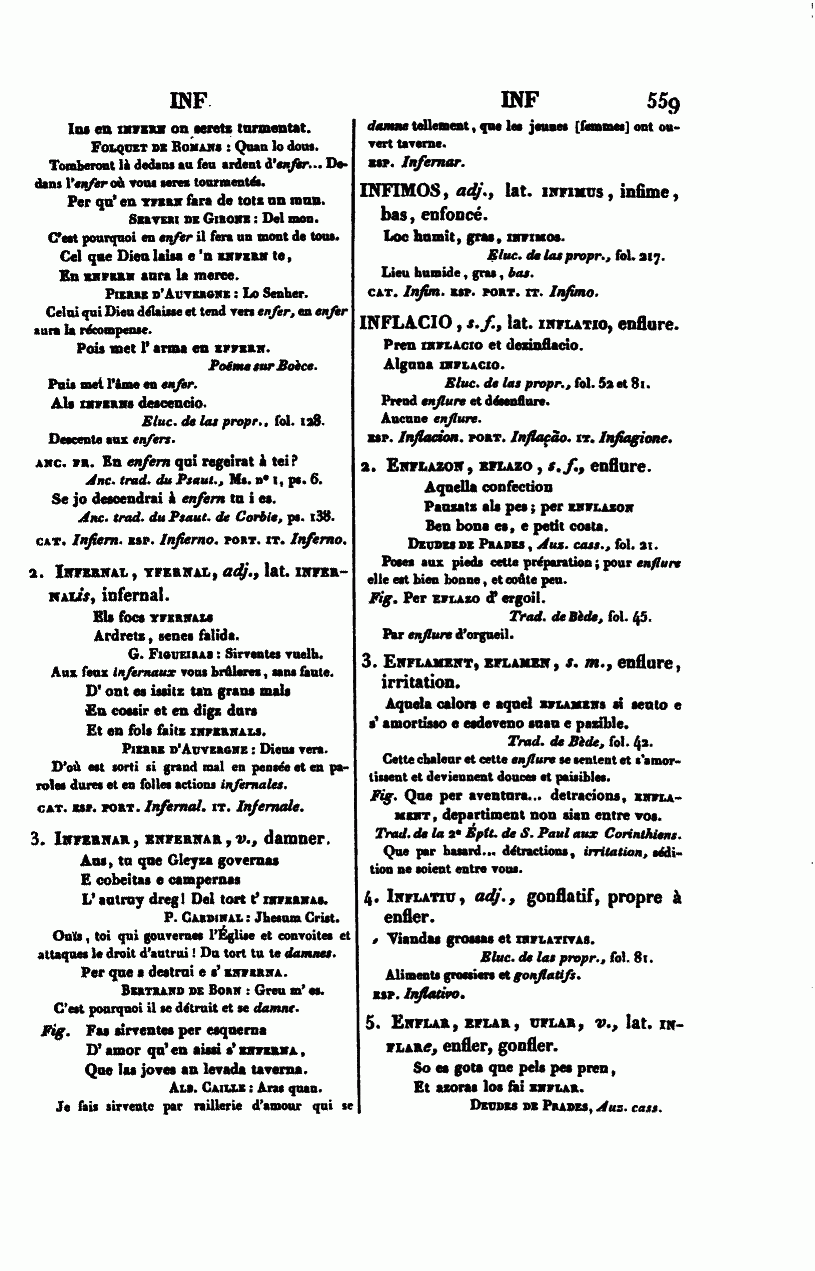 INF
INF 559
Ins en INFERN on seretz turmentat.
FOLQUET DE ROMANS : Quan lo dous.
Tomberont là dedans au feu ardent d'enfer... De-
dans l'enfer où vous serez tourmentés.
Per qu' en YFERN fara de totz un mun.
SERVERI DE GIRONE : Del mon.
C'est pourquoi en enfer il fera un mont de tous.
Cel que Dieu laisa e 'n ENFERN te,
En ENFERN aura la merce.
PIERRE D'AUVERGNE : Lo Senher.
Celui qui Dieu délaisse et tend vers enfer, en enfer
aura la récompense.
Pois met l' arma en EFFERN.
Poëme sur Boèce.
Puis met l'âme en enfer.
Als INFERNS descencio.
Eluc. de las propr., fol. 128.
Descente aux enfers.
ANC. FR. En enfern qui regeirat à tei?
Anc. trad. du Psaut., Ms. n° 1, ps. 6.
Se jo descendrai à enfern tu i es.
Anc. trad. du Psaut. de Corbie, ps. 138.
CAT. Infiern. ESP. Infierno. PORT. IT. Inferno.
2. INFERNAL, YFERNAL, adj., lat. INFER-
NALis, infernal.
Els focs YFERNALS
Ardretz, senes falida.
G. FIGUEIRAS : Sirventes vuelh.
Aux feux infernaux vous brûlerez, sans faute.
D' ont es issitz tan grans mals
En cossir et en digz durs
Et en fols faitz INFERNALS.
PIERRE D'AUVERGNE : Dieus vera.
D'où est sorti si grand mal en pensée et en pa-
roles dures et en folles actions infernales.
CAT. ESP. PORT. Infernal. IT. Infernale.
3. INFERNAR, ENFERNAR, v., damner.
Aus, tu que Gleyza governas
E cobeitas e campernas
L' autruy dreg! Del tort t' INFERNAS.
P. CARDINAL : Jhesum Crist.
Ouïs, toi qui gouvernes l'Église et convoites et
attaques le droit d'autrui ! Du tort tu te damnes.
Per que s destrui e s' ENFERNA.
BERTRAND DE BORN : Greu m' es.
C'est pourquoi il se détruit et se damne.
Fig. Fas sirventes per esquerna
D' amor qu' en aissi s' ENFERNA,
Que las joves an levada taverna.
ALB. CAILLE : Aras quan.
Je fais sirvente par raillerie d'amour qui se
damne tellement, que les jeunes [femmes] ont ou-
vert taverne.
ESP. Infernar.
INFIMOS, adj., lat. INFIMUS, infime,
bas, enfoncé.
Loc humit, gras, INFIMOS.
Eluc. de las propr., fol. 217.
Lieu humide, gras, bas.
CAT. Infim. ESP. PORT. IT. Infimo.
INFLACIO, s. f., lat. INFLATIO, enflure.
Pren INFLACIO et dezinflacio.
Alguna INFLACIO.
Eluc. de las propr., fol. 52 et 81.
Prend enflure et désenflure.
Aucune enflure.
ESP. Inflacion. PORT. Inflação. IT. Infiagione.
2. ENFLAZON, EFLAZO, s. f., enflure.
Aquella confection
Pauzatz als pes ; per ENFLAZON
Ben bona es, e petit costa.
DEUDES DE PRADES, Aux. cass., fol. 21.
Posez aux pieds cette préparation ; pour enflure
elle est bien bonne, et coûte peu.
Fig. Per EFLAZO d' ergoil.
Trad. de Bède, fol. 45.
Par enflure d'orgueil.
3. ENFLAMENT, EFLAMEN, s. m., enflure,
irritation.
Aquela calors e aquel EFLAMENS si sento e
s' amortisso e esdeveno suau e pazible.
Trad. de Bède, fol. 42.
Cette chaleur et cette enflure se sentent et s'amor-
tissent et deviennent douces et paisibles.
Fig. Que per aventura... detracions, ENFLA-
MENT, departiment non sian entre vos.
Trad. de la 2e Épît. de S. Paul aux Corinthiens.
Que par hasard... détractions, irritation, sédi-
tion ne soient entre vous.
4. INFLATIU, adj., gonflatif, propre à
enfler.
Viandas grossas et INFLATIVAS.
Eluc. de las propr., fol. 81.
Aliments grossiers et gonflatifs.
ESP. Inflativo.
5. ENFLAR, EFLAR, UFLAR, v., lat. IN-
FLARe, enfler, gonfler.
So es gota que pels pes pren,
Et azoras los fai ENFLAR.
DEUDES DE PRADES, Auz. cass.